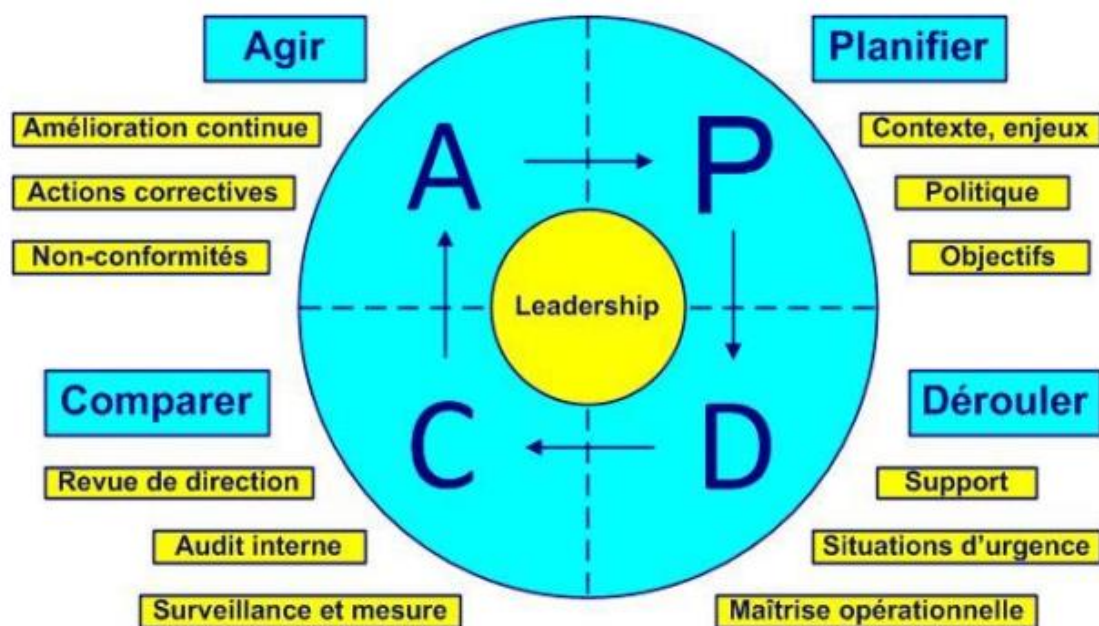 Agir
Planifier
Amélioration continue
Contexte, enjeux
A
P
Actions correctives
Politique
Non-conformités
Objectifs
Leadership
Comparer
Dérouler
C
D
Revue de direction
Support
Audit interne
Situations d'urgence
Surveillance et mesure
Maîtrise opérationnelle